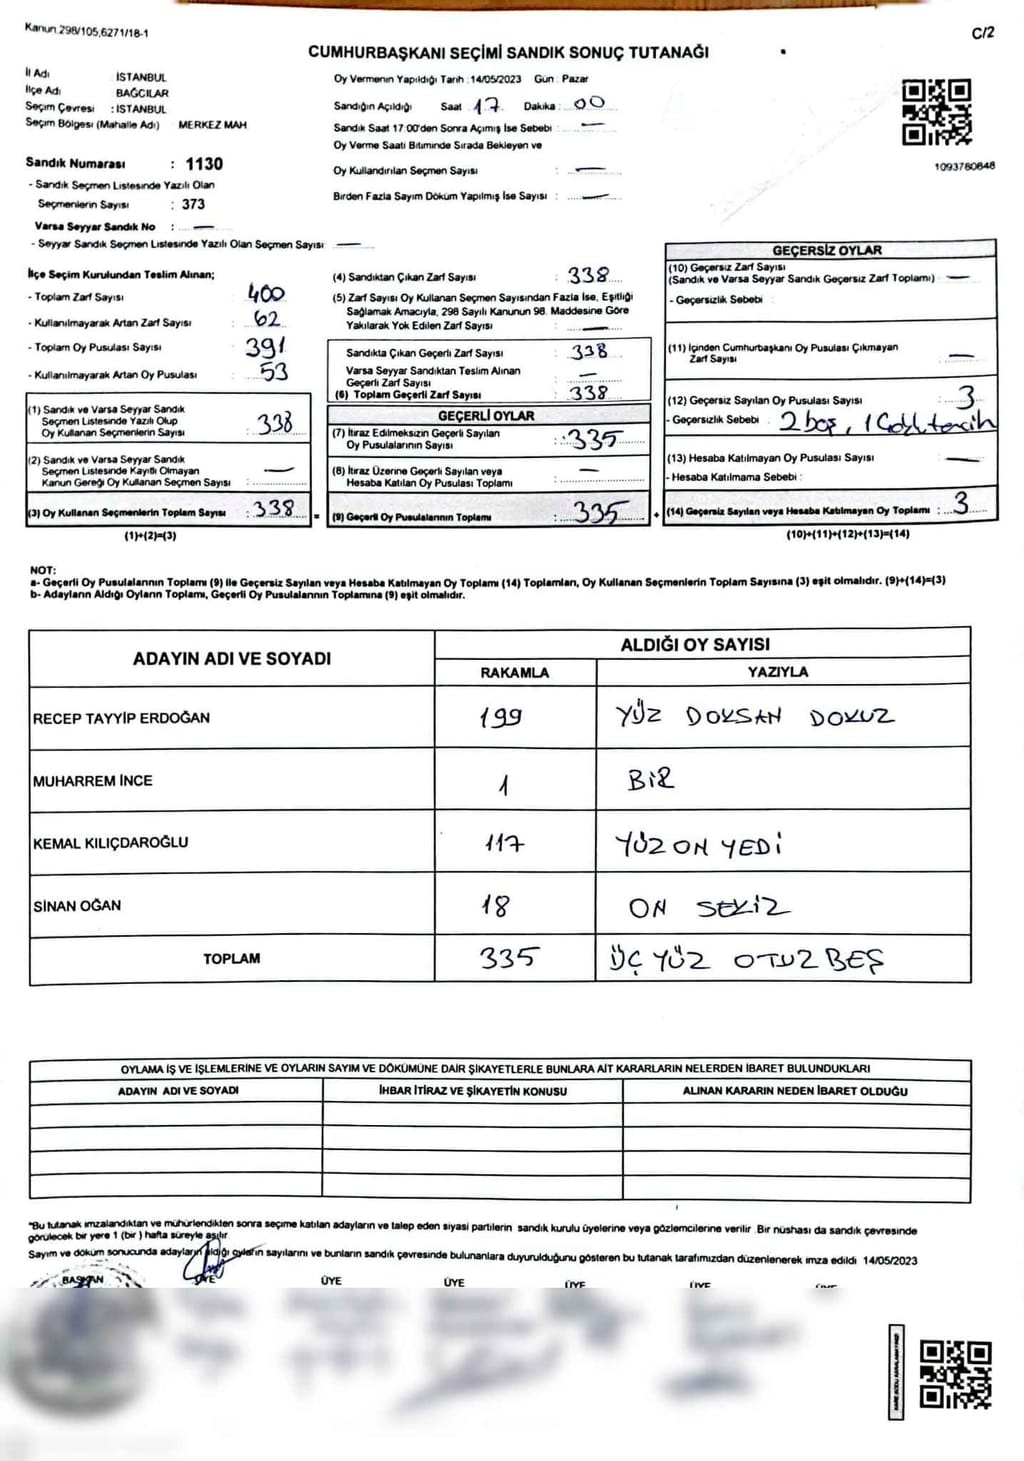 Kanun.298/105,6271/18-1
C/2
CUMHURBAŞKANI SEÇİMİ SANDIK SONUÇ TUTANAĞI
İl Adı İSTANBUL
İlçe Adı BAĞCILAR
Seçim Çevresi : İSTANBUL
Seçim Bölgesi (Mahalle Adı) MERKEZ MAH
Sandık Numarası : 1130
- Sandık Seçmen Listesinde Yazılı Olan
Seçmenlerin Sayısı : 373
Varsa Seyyar Sandık No : —
- Seyyar Sandık Seçmen Listesinde Yazılı Olan Seçmen Sayısı —
Oy Vermenin Yapıldığı Tarih : 14/05/2023 Gün : Pazar
Sandığın Açıldığı Saat 17 Dakika : 00
Sandık Saat 17:00'den Sonra Açılmış İse Sebebi : —
Oy Verme Saati Bitiminde Sırada Bekleyen ve
Oy Kullandırılan Seçmen Sayısı : —
Birden Fazla Sayım Döküm Yapılmış İse Sayısı : —
1093760848
İlçe Seçim Kurulundan Teslim Alınan;
- Toplam Zarf Sayısı : 400
- Kullanılmayarak Artan Zarf Sayısı : 62
- Toplam Oy Pusulası Sayısı : 391
- Kullanılmayarak Artan Oy Pusulası : 53
(1) Sandık ve Varsa Seyyar Sandık
Seçmen Listesinde Yazılı Olup
Oy Kullanan Seçmenlerin Sayısı : 338
(2) Sandık ve Varsa Seyyar Sandık
Seçmen Listesinde Kayıtlı Olmayan
Kanun Gereği Oy Kullanan Seçmen Sayısı : —
(3) Oy Kullanan Seçmenlerin Toplam Sayısı : 338
(1)+(2)=(3)
(4) Sandıktan Çıkan Zarf Sayısı : 338
(5) Zarf Sayısı Oy Kullanan Seçmen Sayısından Fazla İse, Eşitliği
Sağlamak Amacıyla, 298 Sayılı Kanunun 98. Maddesine Göre
Yakılarak Yok Edilen Zarf Sayısı : —
Sandıkta Çıkan Geçerli Zarf Sayısı : 338
Varsa Seyyar Sandıktan Teslim Alınan
Geçerli Zarf Sayısı : —
(6) Toplam Geçerli Zarf Sayısı : 338
GEÇERLİ OYLAR
(7) İtiraz Edilmeksizin Geçerli Sayılan
Oy Pusulalarının Sayısı : 335
(8) İtiraz Üzerine Geçerli Sayılan veya
Hesaba Katılan Oy Pusulası Toplamı : —
= (9) Geçerli Oy Pusulalarının Toplamı : 335
GEÇERSİZ OYLAR
(10) Geçersiz Zarf Sayısı
(Sandık ve Varsa Seyyar Sandık Geçersiz Zarf Toplamı) : —
- Geçersizlik Sebebi :
(11) İçinden Cumhurbaşkanı Oy Pusulası Çıkmayan
Zarf Sayısı : —
(12) Geçersiz Sayılan Oy Pusulası Sayısı : 3
- Geçersizlik Sebebi : 2 boş, 1 Çoklu tercih
(13) Hesaba Katılmayan Oy Pusulası Sayısı : —
- Hesaba Katılmama Sebebi :
+ (14) Geçersiz Sayılan veya Hesaba Katılmayan Oy Toplamı : 3
(10)+(11)+(12)+(13)=(14)
NOT:
a- Geçerli Oy Pusulalarının Toplamı (9) ile Geçersiz Sayılan veya Hesaba Katılmayan Oy Toplamı (14) Toplamları, Oy Kullanan Seçmenlerin Toplam Sayısına (3) eşit olmalıdır. (9)+(14)=(3)
b- Adayların Aldığı Oyların Toplamı, Geçerli Oy Pusulalarının Toplamına (9) eşit olmalıdır.
ADAYIN ADI VE SOYADI
ALDIĞI OY SAYISI
RAKAMLA YAZIYLA
RECEP TAYYİP ERDOĞAN 199 YÜZ DOKSAN DOKUZ
MUHARREM İNCE 1 BİR
KEMAL KILIÇDAROĞLU 117 YÜZ ON YEDİ
SİNAN OĞAN 18 ON SEKİZ
TOPLAM 335 ÜÇ YÜZ OTUZ BEŞ
OYLAMA İŞ VE İŞLEMLERİNE VE OYLARIN SAYIM VE DÖKÜMÜNE DAİR ŞİKAYETLERLE BUNLARA AİT KARARLARIN NELERDEN İBARET BULUNDUKLARI
ADAYIN ADI VE SOYADI İHBAR İTİRAZ VE ŞİKAYETİN KONUSU ALINAN KARARIN NEDEN İBARET OLDUĞU
"Bu tutanak imzalandıktan ve mühürlendikten sonra seçime katılan adayların ve talep eden siyasi partilerin sandık kurulu üyelerine veya gözlemcilerine verilir. Bir nüshası da sandık çevresinde
görülecek bir yere 1 (bir) hafta süreyle asılır.
Sayım ve döküm sonucunda adayların aldığı oyların sayılarını ve bunların sandık çevresinde bulunanlara duyurulduğunu gösteren bu tutanak tarafımızdan düzenlenerek imza edildi 14/05/2023
BAŞKAN ÜYE ÜYE ÜYE ÜYE ÜYE